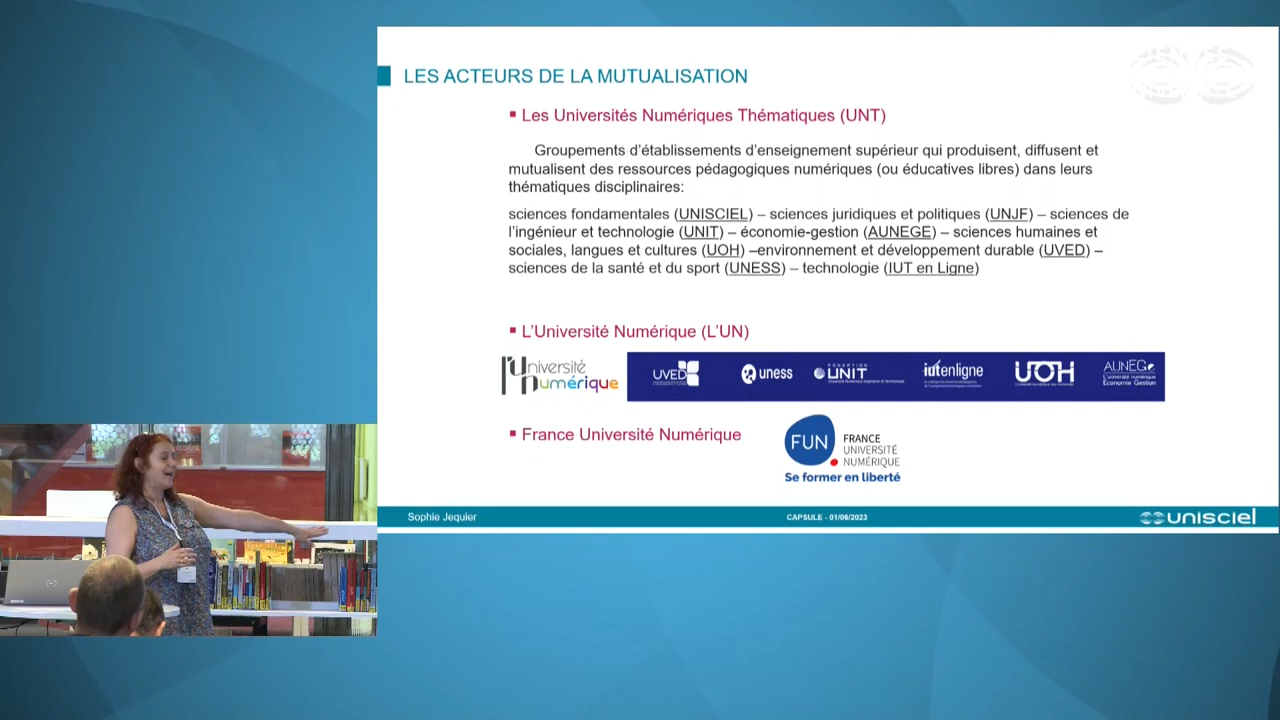 LES ACTEURS DE LA MUTUALISATION
▪ Les Universités Numériques Thématiques (UNT)
Groupements d'établissements d'enseignement supérieur qui produisent, diffusent et
mutualisent des ressources pédagogiques numériques (ou éducatives libres) dans leurs
thématiques disciplinaires:
sciences fondamentales (UNISCIEL) – sciences juridiques et politiques (UNJF) – sciences de
l'ingénieur et technologie (UNIT) – économie-gestion (AUNEGE) – sciences humaines et
sociales, langues et cultures (UOH) –environnement et développement durable (UVED) –
sciences de la santé et du sport (UNESS) – technologie (IUT en Ligne)
▪ L'Université Numérique (L'UN)
l'Université numérique
UVED
uness
FONDATION UNIT
iutenligne
UOH
AUNEGE
L'université numérique
Économie Gestion
▪ France Université Numérique
FUN
FRANCE
UNIVERSITÉ
NUMÉRIQUE
Se former en liberté
Sophie Jequier
CAPSULE - 01/06/2023
unisciel